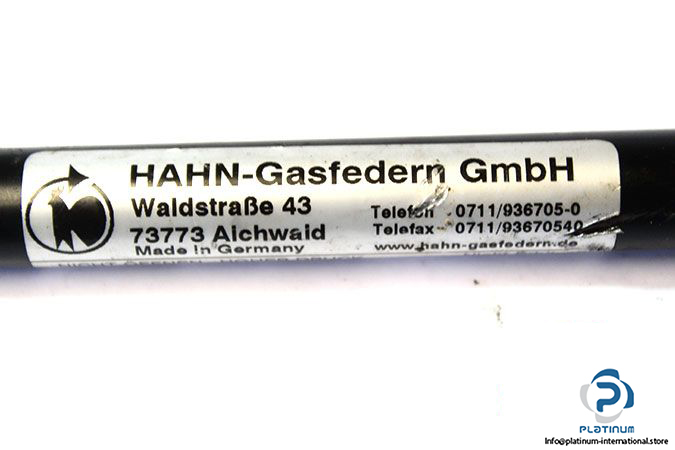 HAHN-Gasfedern GmbH
Waldstraße 43
73773 Aichwald
Made in Germany
Telefon 0711/936705-0
Telefax 0711/93670540
www.hahn-gasfedern.de
PLATINUM
Info@platinum-international.store